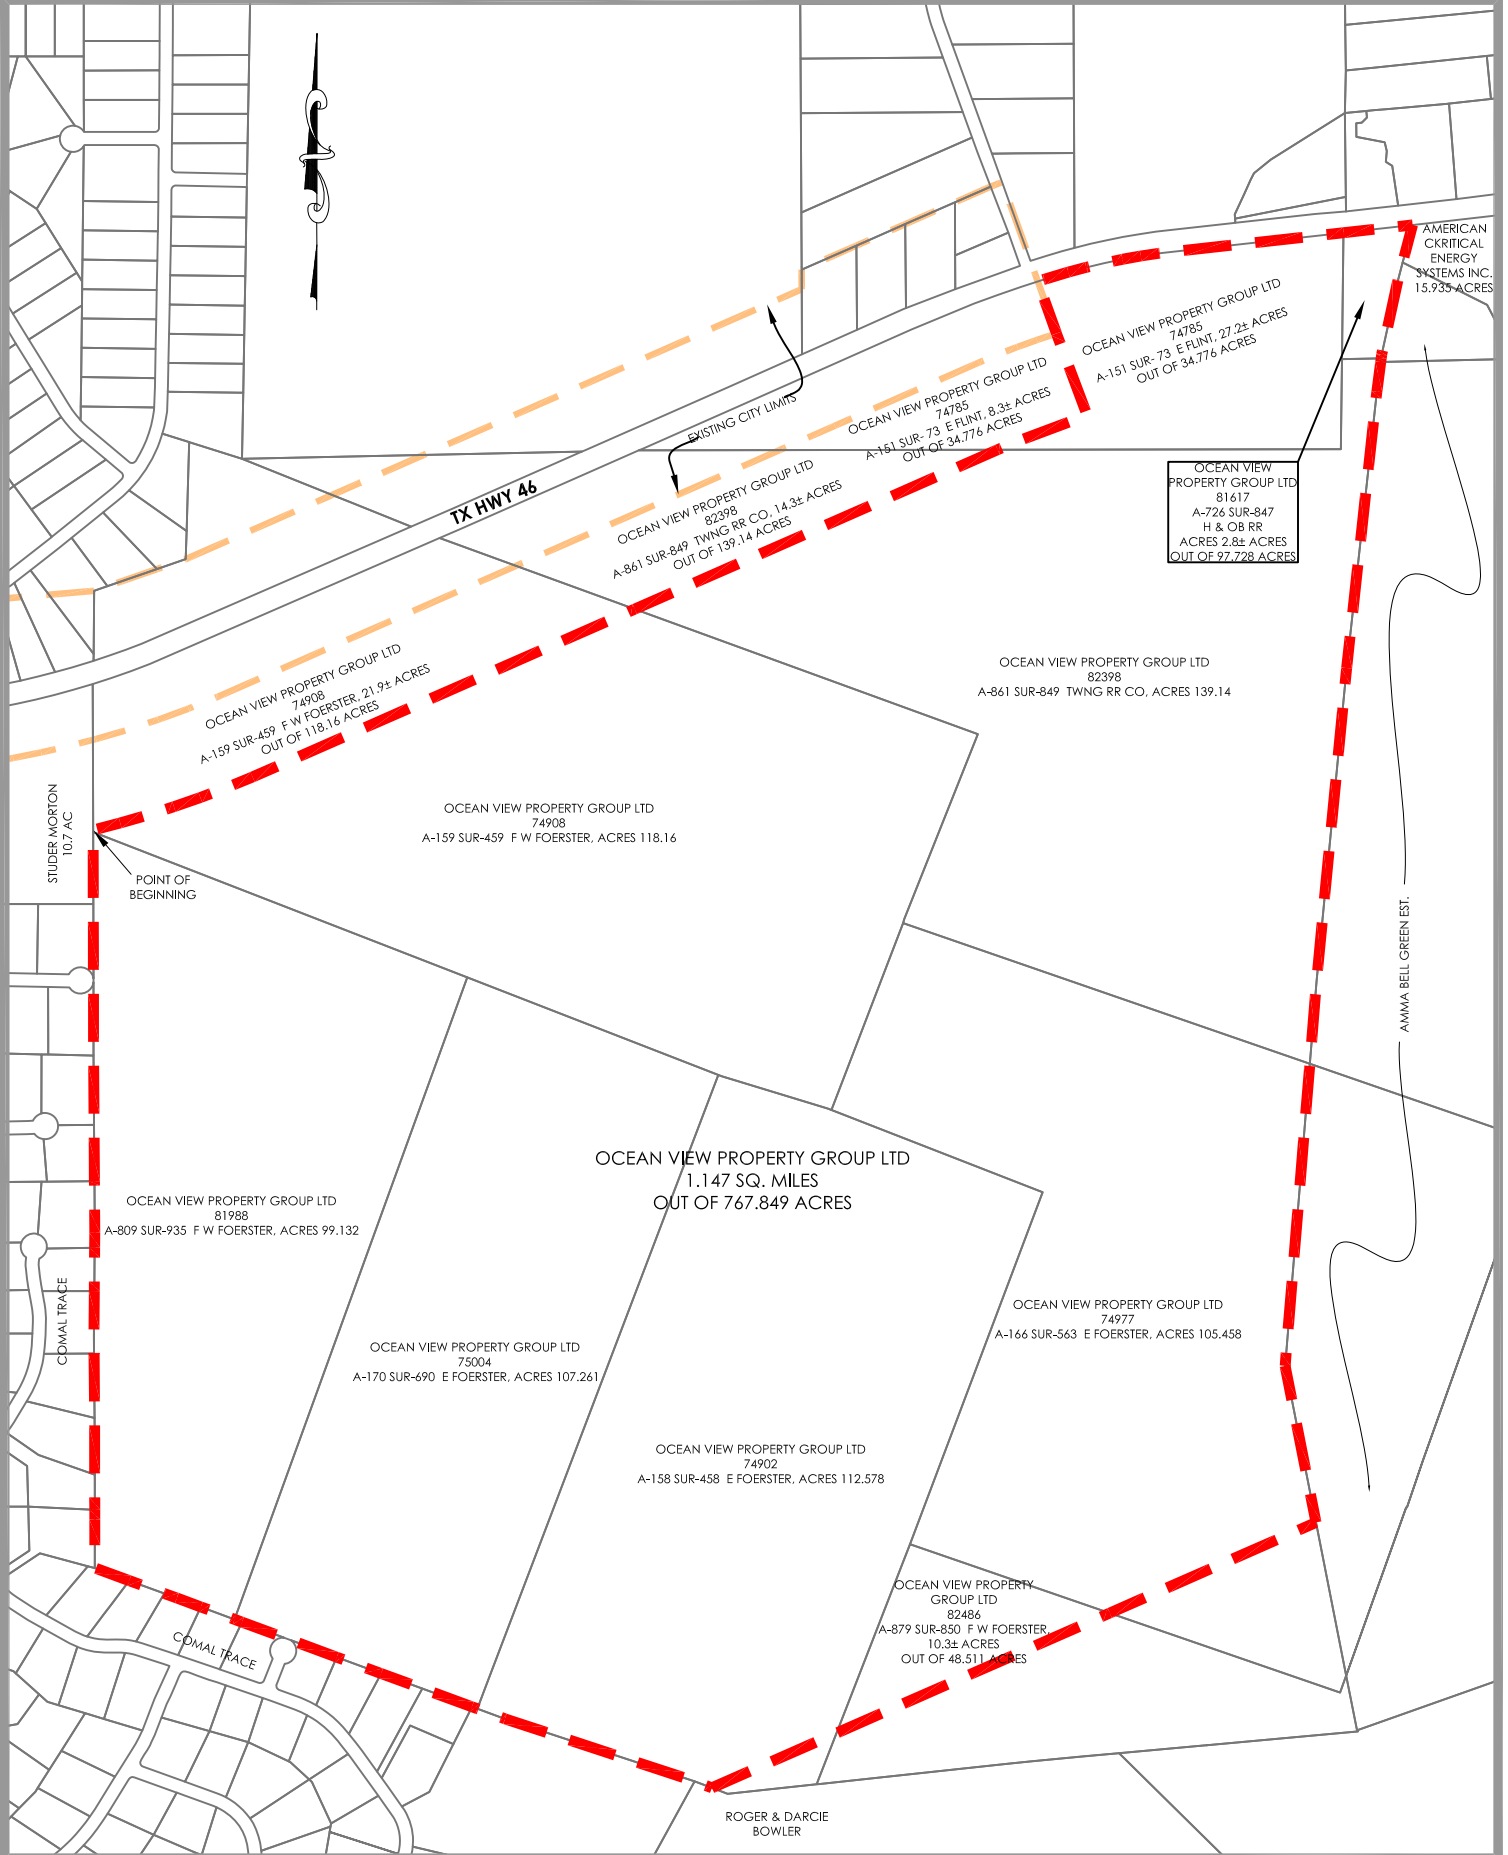 AMERICAN
CKRITICAL
ENERGY
SYSTEMS INC.
15.935 ACRES
OCEAN VIEW PROPERTY GROUP LTD
74785
A-151 SUR- 73 E FLINT, 27.2± ACRES
OUT OF 34.776 ACRES
OCEAN VIEW PROPERTY GROUP LTD
74785
A-151 SUR- 73 E FLINT, 8.3± ACRES
OUT OF 34.776 ACRES
EXISTING CITY LIMITS
TX HWY 46
OCEAN VIEW PROPERTY GROUP LTD
82398
A-861 SUR-849 TWNG RR CO, 14.3± ACRES
OUT OF 139.14 ACRES
OCEAN VIEW
PROPERTY GROUP LTD
81617
A-726 SUR-847
H & OB RR
ACRES 2.8± ACRES
OUT OF 97.728 ACRES
OCEAN VIEW PROPERTY GROUP LTD
74908
A-159 SUR-459 F W FOERSTER, 21.9± ACRES
OUT OF 118.16 ACRES
OCEAN VIEW PROPERTY GROUP LTD
82398
A-861 SUR-849 TWNG RR CO, ACRES 139.14
STUDER MORTON
10.7 AC
OCEAN VIEW PROPERTY GROUP LTD
74908
A-159 SUR-459 F W FOERSTER, ACRES 118.16
POINT OF
BEGINNING
AMMA BELL GREEN EST.
OCEAN VIEW PROPERTY GROUP LTD
1.147 SQ. MILES
OUT OF 767.849 ACRES
OCEAN VIEW PROPERTY GROUP LTD
81988
A-809 SUR-935 F W FOERSTER, ACRES 99.132
COMAL TRACE
OCEAN VIEW PROPERTY GROUP LTD
74977
A-166 SUR-563 E FOERSTER, ACRES 105.458
OCEAN VIEW PROPERTY GROUP LTD
75004
A-170 SUR-690 E FOERSTER, ACRES 107.261
OCEAN VIEW PROPERTY GROUP LTD
74902
A-158 SUR-458 E FOERSTER, ACRES 112.578
OCEAN VIEW PROPERTY
GROUP LTD
82486
A-879 SUR-850 F W FOERSTER,
10.3± ACRES
OUT OF 48.511 ACRES
COMAL TRACE
ROGER & DARCIE
BOWLER